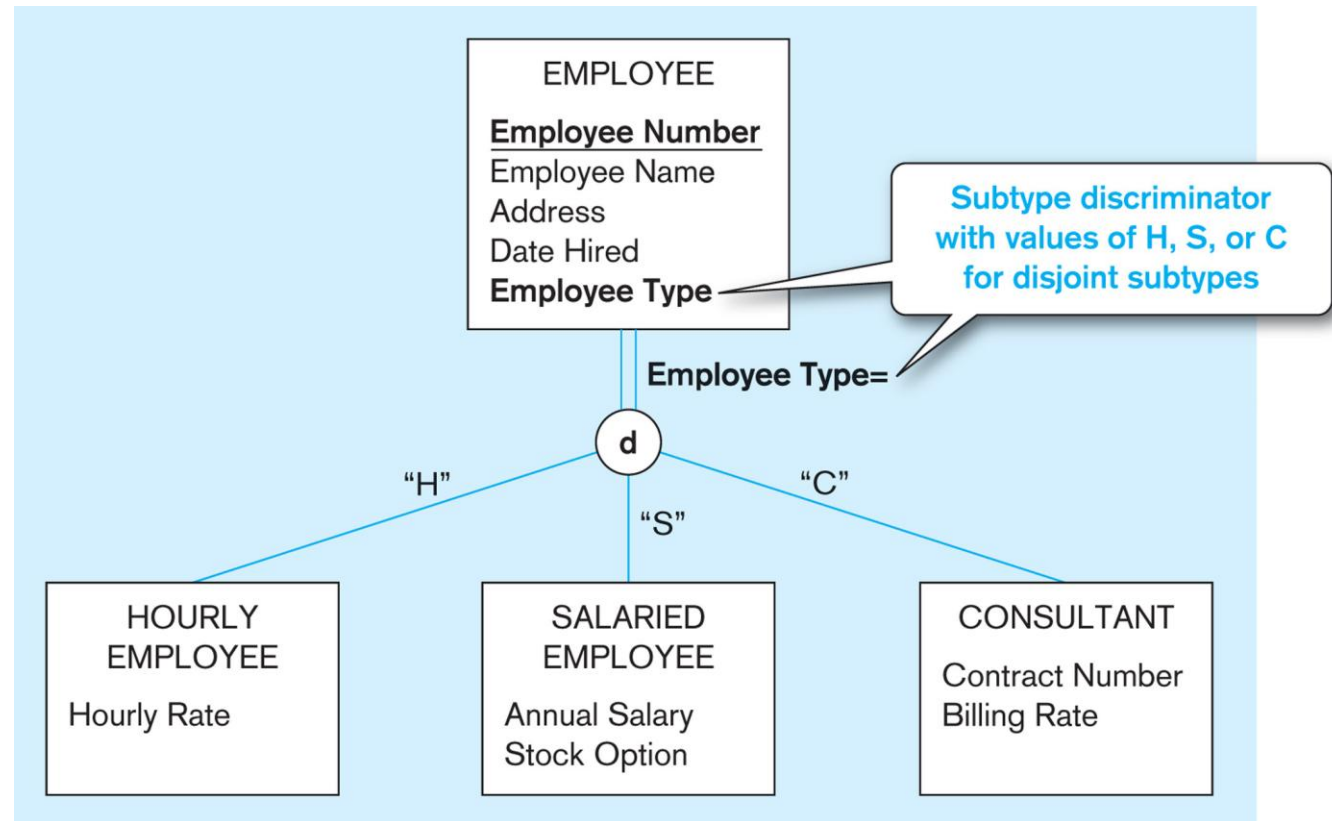 EMPLOYEE
Employee Number
Employee Name
Address
Date Hired
Employee Type
Subtype discriminator
with values of H, S, or C
for disjoint subtypes
Employee Type=
d
“H”
“S”
“C”
HOURLY
EMPLOYEE
Hourly Rate
SALARIED
EMPLOYEE
Annual Salary
Stock Option
CONSULTANT
Contract Number
Billing Rate